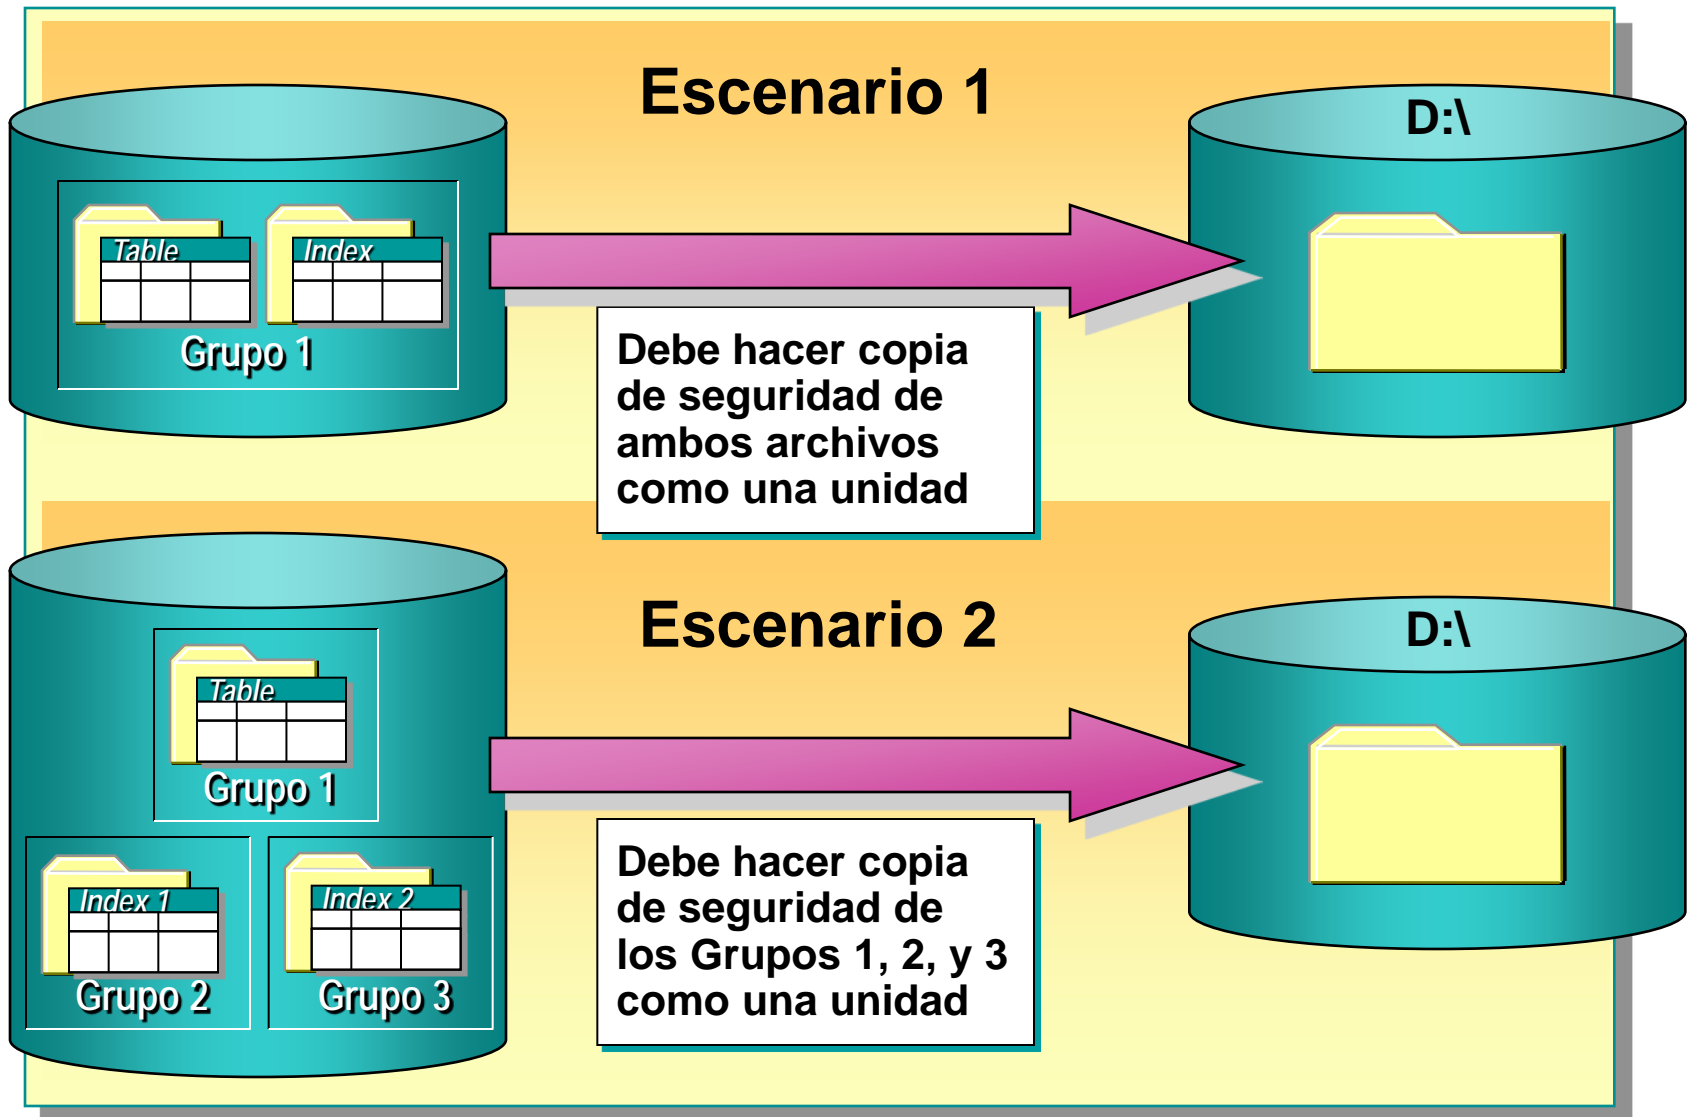 Escenario 1
D:\
Table
Index
Grupo 1
Debe hacer copia
de seguridad de
ambos archivos
como una unidad
Escenario 2
D:\
Table
Grupo 1
Index 1
Grupo 2
Index 2
Grupo 3
Debe hacer copia
de seguridad de
los Grupos 1, 2, y 3
como una unidad